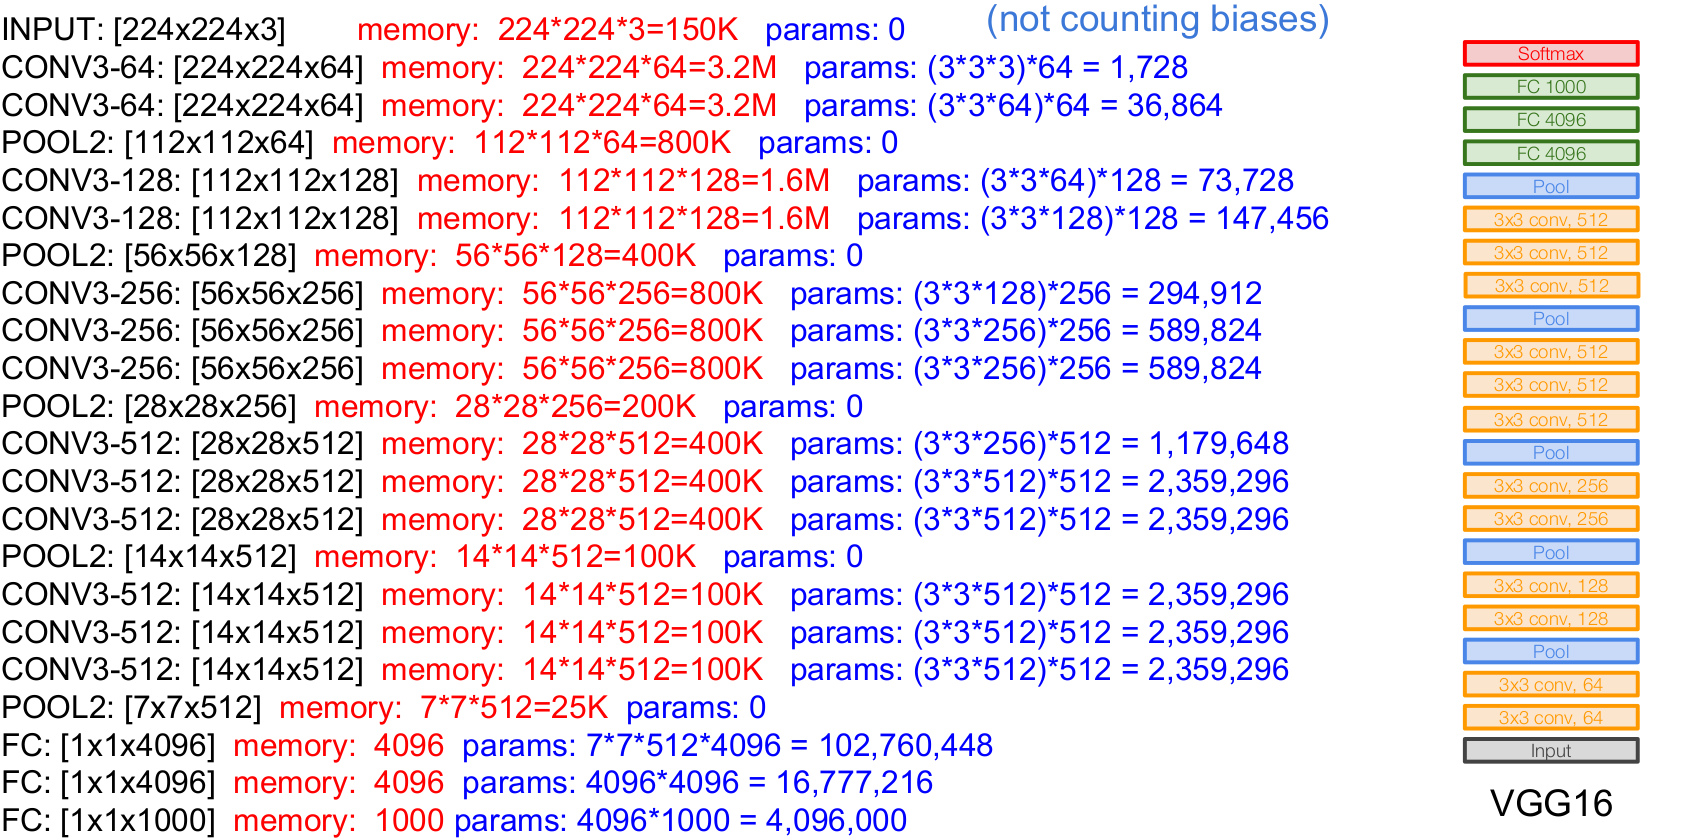 (not counting biases)
INPUT: [224x224x3] memory: 224*224*3=150K params: 0
CONV3-64: [224x224x64] memory: 224*224*64=3.2M params: (3*3*3)*64 = 1,728
CONV3-64: [224x224x64] memory: 224*224*64=3.2M params: (3*3*64)*64 = 36,864
POOL2: [112x112x64] memory: 112*112*64=800K params: 0
CONV3-128: [112x112x128] memory: 112*112*128=1.6M params: (3*3*64)*128 = 73,728
CONV3-128: [112x112x128] memory: 112*112*128=1.6M params: (3*3*128)*128 = 147,456
POOL2: [56x56x128] memory: 56*56*128=400K params: 0
CONV3-256: [56x56x256] memory: 56*56*256=800K params: (3*3*128)*256 = 294,912
CONV3-256: [56x56x256] memory: 56*56*256=800K params: (3*3*256)*256 = 589,824
CONV3-256: [56x56x256] memory: 56*56*256=800K params: (3*3*256)*256 = 589,824
POOL2: [28x28x256] memory: 28*28*256=200K params: 0
CONV3-512: [28x28x512] memory: 28*28*512=400K params: (3*3*256)*512 = 1,179,648
CONV3-512: [28x28x512] memory: 28*28*512=400K params: (3*3*512)*512 = 2,359,296
CONV3-512: [28x28x512] memory: 28*28*512=400K params: (3*3*512)*512 = 2,359,296
POOL2: [14x14x512] memory: 14*14*512=100K params: 0
CONV3-512: [14x14x512] memory: 14*14*512=100K params: (3*3*512)*512 = 2,359,296
CONV3-512: [14x14x512] memory: 14*14*512=100K params: (3*3*512)*512 = 2,359,296
CONV3-512: [14x14x512] memory: 14*14*512=100K params: (3*3*512)*512 = 2,359,296
POOL2: [7x7x512] memory: 7*7*512=25K params: 0
FC: [1x1x4096] memory: 4096 params: 7*7*512*4096 = 102,760,448
FC: [1x1x4096] memory: 4096 params: 4096*4096 = 16,777,216
FC: [1x1x1000] memory: 1000 params: 4096*1000 = 4,096,000
Softmax
FC 1000
FC 4096
FC 4096
Pool
3x3 conv, 512
3x3 conv, 512
3x3 conv, 512
Pool
3x3 conv, 512
3x3 conv, 512
3x3 conv, 512
Pool
3x3 conv, 256
3x3 conv, 256
Pool
3x3 conv, 128
3x3 conv, 128
Pool
3x3 conv, 64
3x3 conv, 64
Input
VGG16